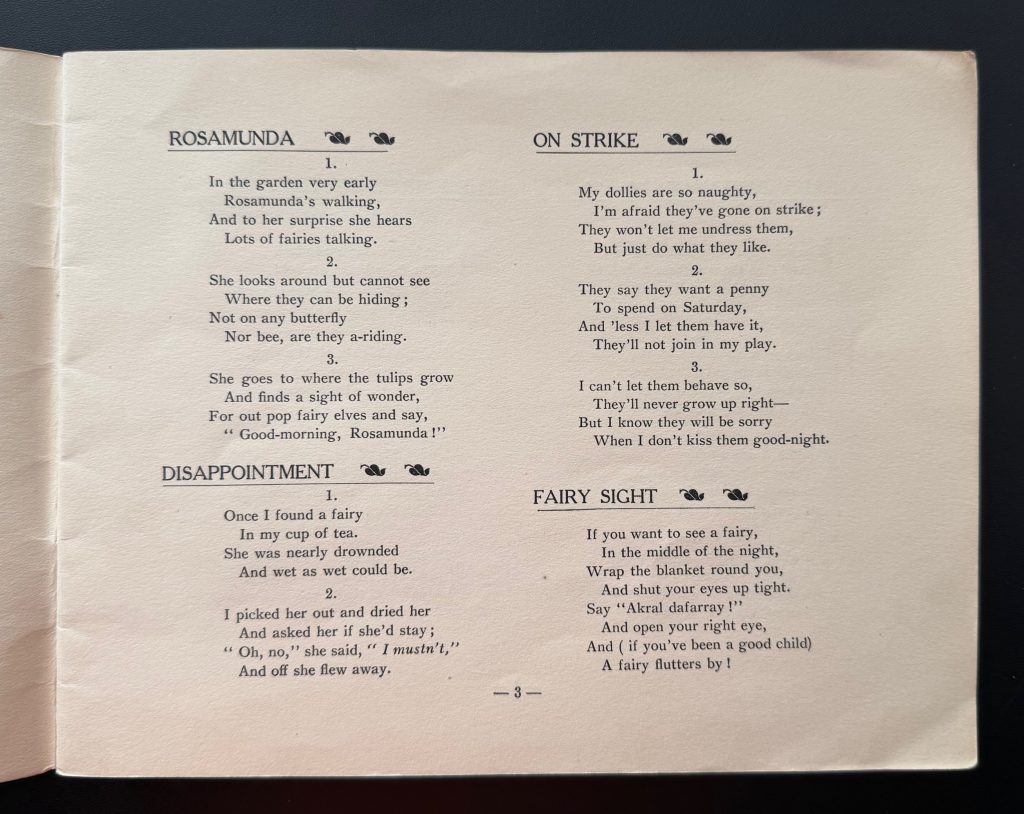 ROSAMUNDA
1.
In the garden very early
Rosamunda's walking,
And to her surprise she hears
Lots of fairies talking.
2.
She looks around but cannot see
Where they can be hiding ;
Not on any butterfly
Nor bee, are they a-riding.
3.
She goes to where the tulips grow
And finds a sight of wonder,
For out pop fairy elves and say,
“ Good-morning, Rosamunda !”
DISAPPOINTMENT
1.
Once I found a fairy
In my cup of tea.
She was nearly drownded
And wet as wet could be.
2.
I picked her out and dried her
And asked her if she'd stay ;
“ Oh, no,” she said, “ I mustn't,”
And off she flew away.
ON STRIKE
1.
My dollies are so naughty,
I'm afraid they've gone on strike ;
They won't let me undress them,
But just do what they like.
2.
They say they want a penny
To spend on Saturday,
And 'less I let them have it,
They'll not join in my play.
3.
I can't let them behave so,
They'll never grow up right—
But I know they will be sorry
When I don't kiss them good-night.
FAIRY SIGHT
If you want to see a fairy,
In the middle of the night,
Wrap the blanket round you,
And shut your eyes up tight.
Say “Akral dafarray !”
And open your right eye,
And ( if you've been a good child)
A fairy flutters by !
— 3 —